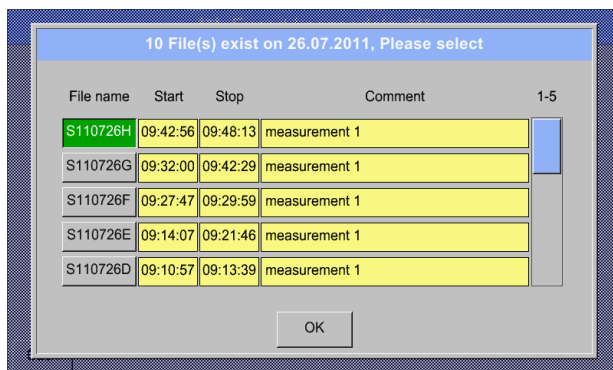 10 File(s) exist on 26.07.2011, Please select
File name Start Stop Comment 1-5
S110726H 09:42:56 09:48:13 measurement 1
S110726G 09:32:00 09:42:29 measurement 1
S110726F 09:27:47 09:29:59 measurement 1
S110726E 09:14:07 09:21:46 measurement 1
S110726D 09:10:57 09:13:39 measurement 1
OK